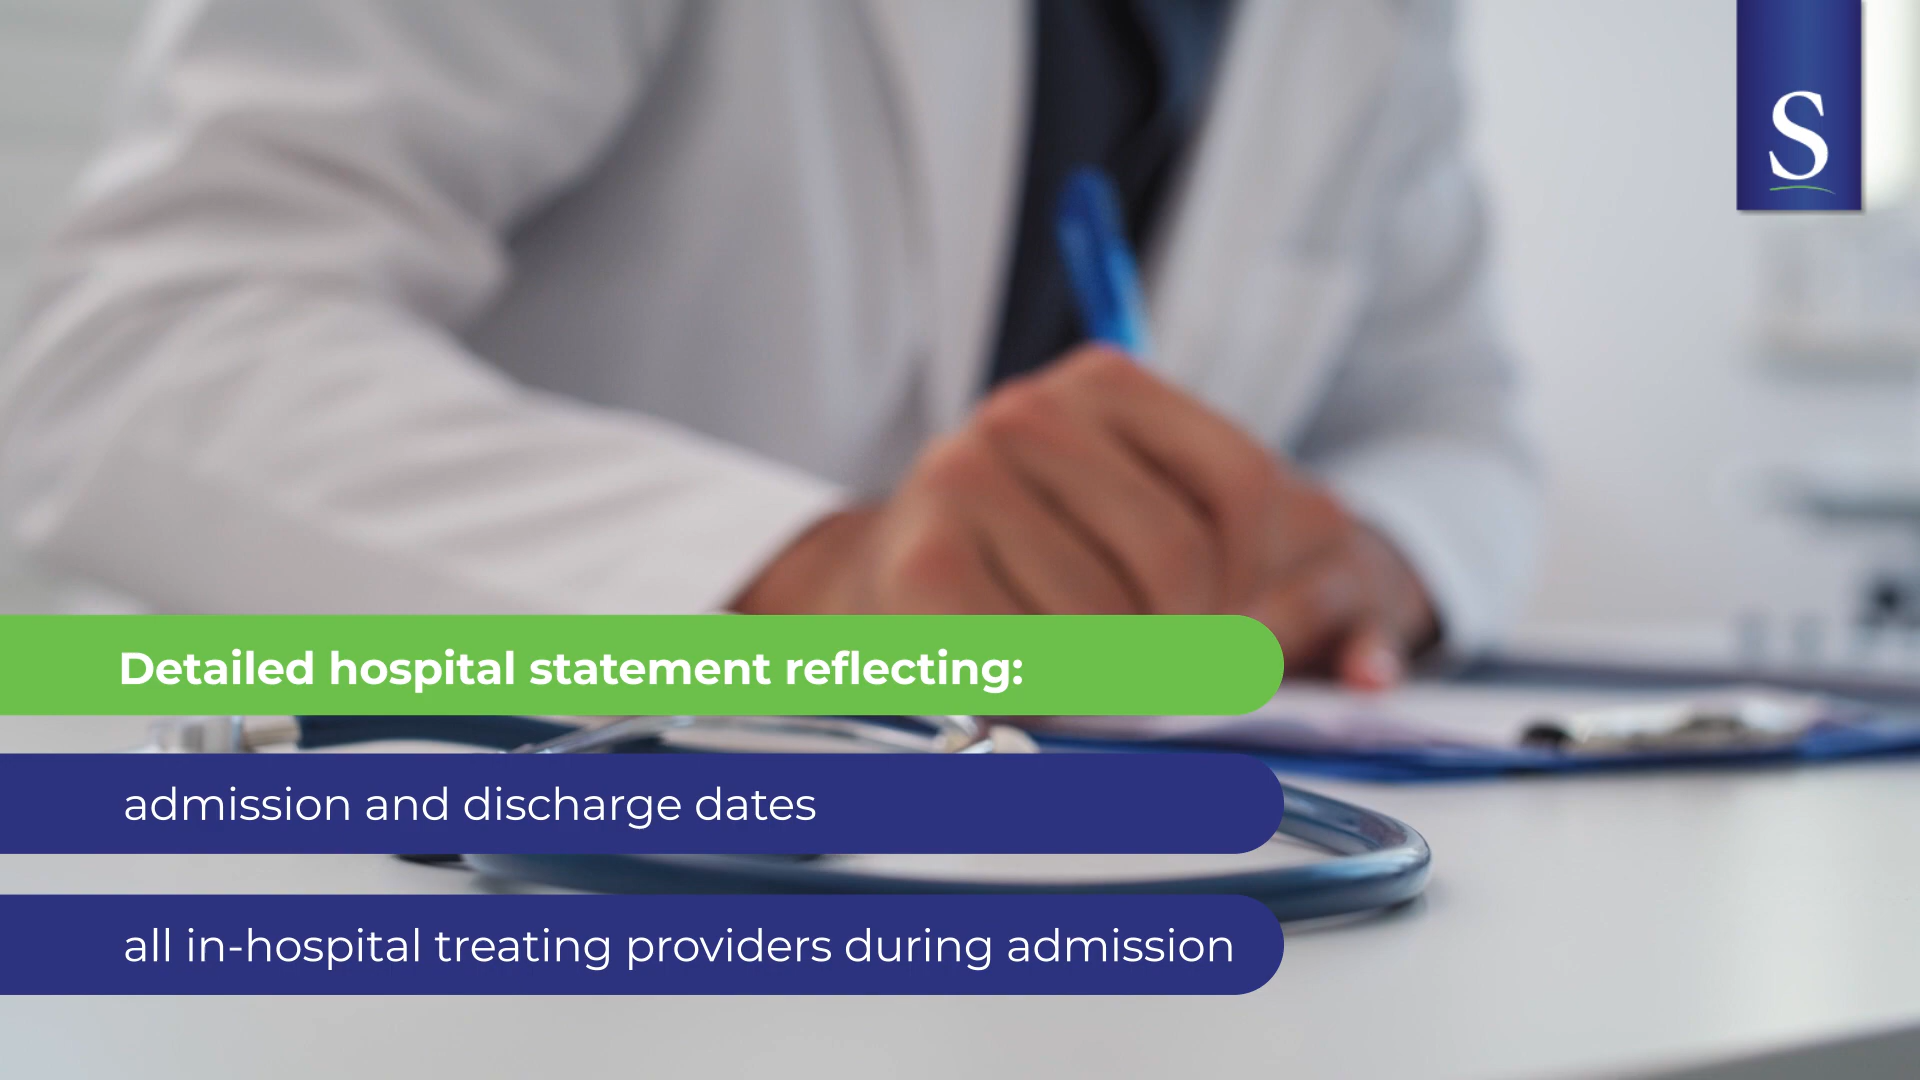 S
Detailed hospital statement reflecting:
admission and discharge dates
all in-hospital treating providers during admission